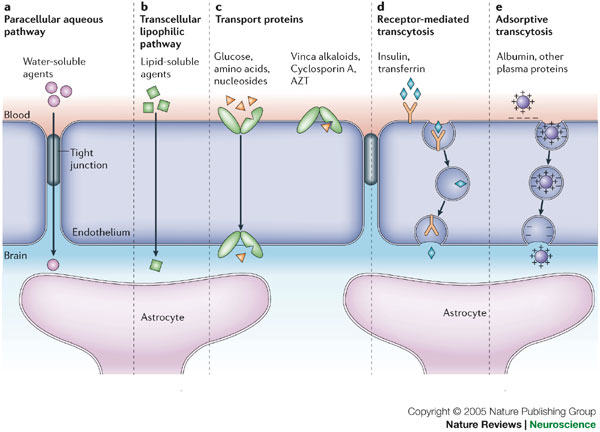 a
Paracellular aqueous
pathway
Water-soluble
agents
b
Transcellular
lipophilic
pathway
Lipid-soluble
agents
c
Transport proteins
Glucose,
amino acids,
nucleosides
Vinca alkaloids,
Cyclosporin A,
AZT
d
Receptor-mediated
transcytosis
Insulin,
transferrin
e
Adsorptive
transcytosis
Albumin, other
plasma proteins
Blood
Tight
junction
Endothelium
Brain
Astrocyte
Astrocyte
Copyright © 2005 Nature Publishing Group
Nature Reviews | Neuroscience